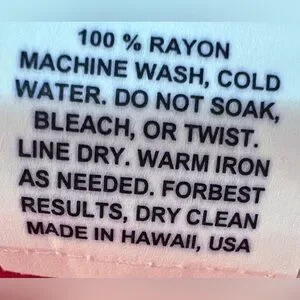 100 % RAYON
MACHINE WASH, COLD
WATER. DO NOT SOAK,
BLEACH, OR TWIST.
LINE DRY. WARM IRON
AS NEEDED. FORBEST
RESULTS, DRY CLEAN
MADE IN HAWAII, USA